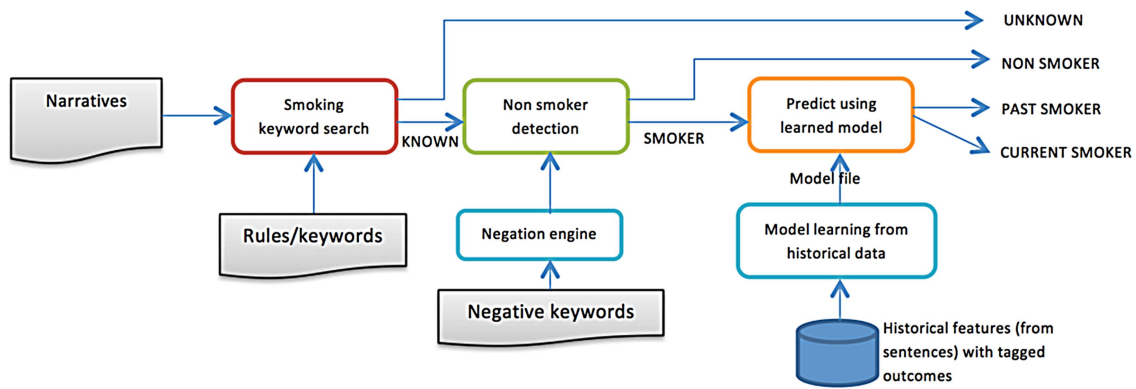 UNKNOWN
NON SMOKER
Narratives
Smoking
keyword search
Non smoker
detection
Predict using
learned model
PAST SMOKER
KNOWN
SMOKER
CURRENT SMOKER
Model file
Rules/keywords
Negation engine
Model learning from
historical data
Negative keywords
Historical features (from
sentences) with tagged
outcomes